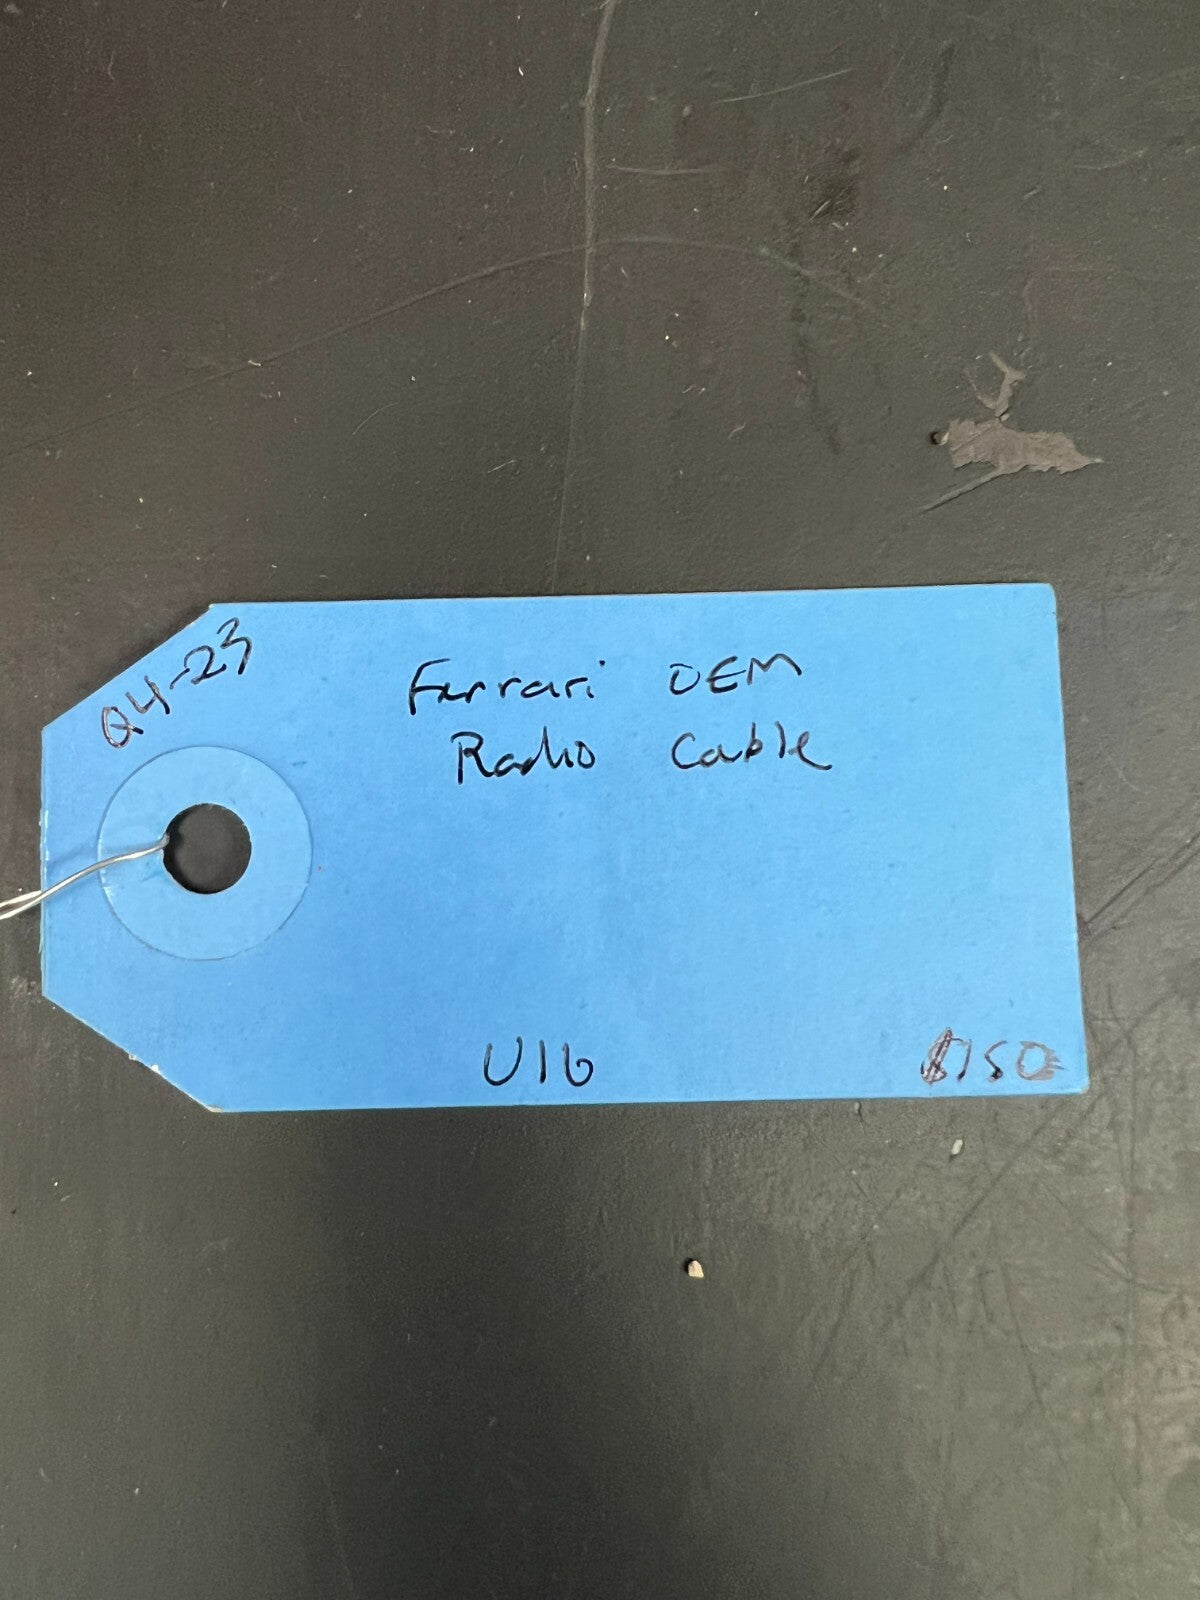 Q4-23
Ferrari OEM
Radio Cable
U16
$150